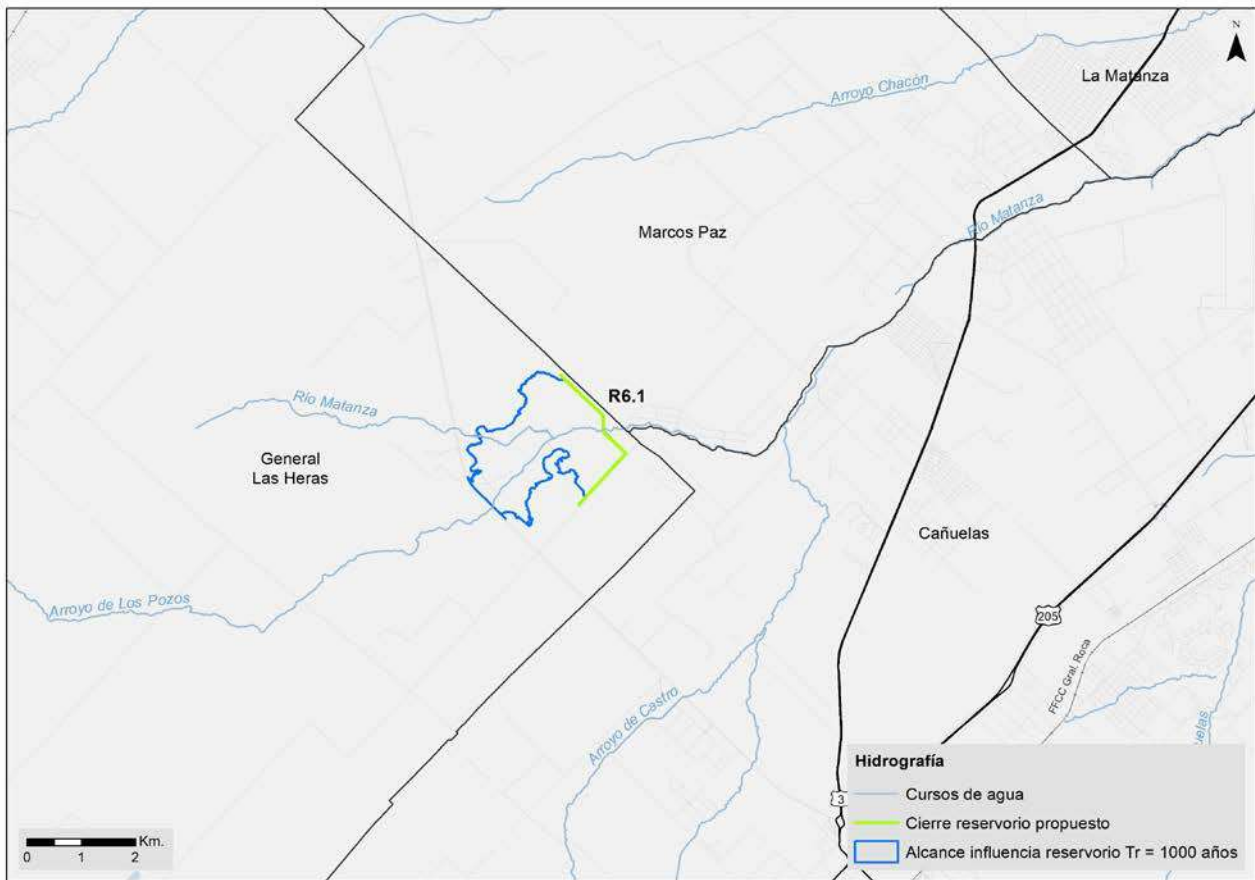 N
La Matanza
Arroyo Chacón
Río Matanza
Marcos Paz
R6.1
Río Matanza
General
Las Heras
Cañuelas
Arroyo de Los Pozos
205
FFCC Gral. Roca
Arroyo de Castro
uelas
3
Hidrografía
Cursos de agua
Cierre reservorio propuesto
Alcance influencia reservorio Tr = 1000 años
Km.
0 1 2